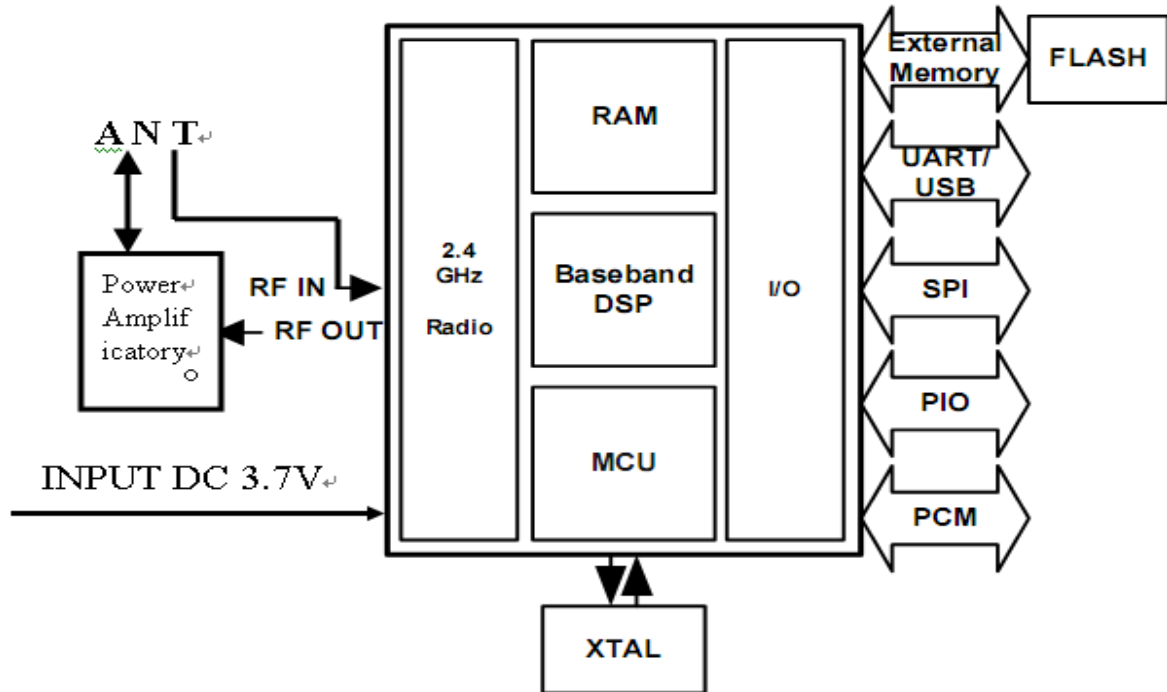 External
Memory
FLASH
RAM
A N T↵
UART/
USB
2.4
GHz
Radio
Baseband
DSP
I/O
Power↵
Amplif
icatory↵
RF IN
RF OUT
SPI
PIO
MCU
INPUT DC 3.7V↵
PCM
XTAL